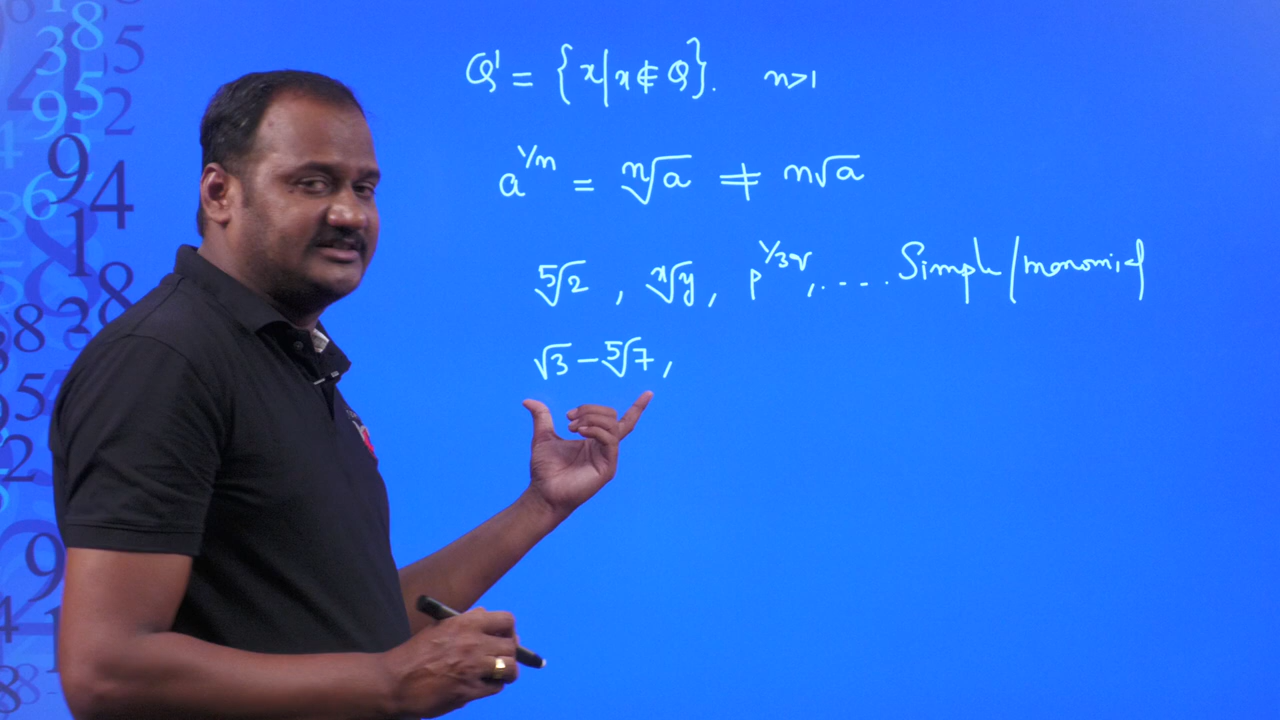 Q' = {x/x ∉ Q}. n>1
a^1/n = ⁿ√a ≠ n√a
⁵√2 , ˣ√y , p^1/3r , .... Simple/monomial
√3 – ⁵√7 ,